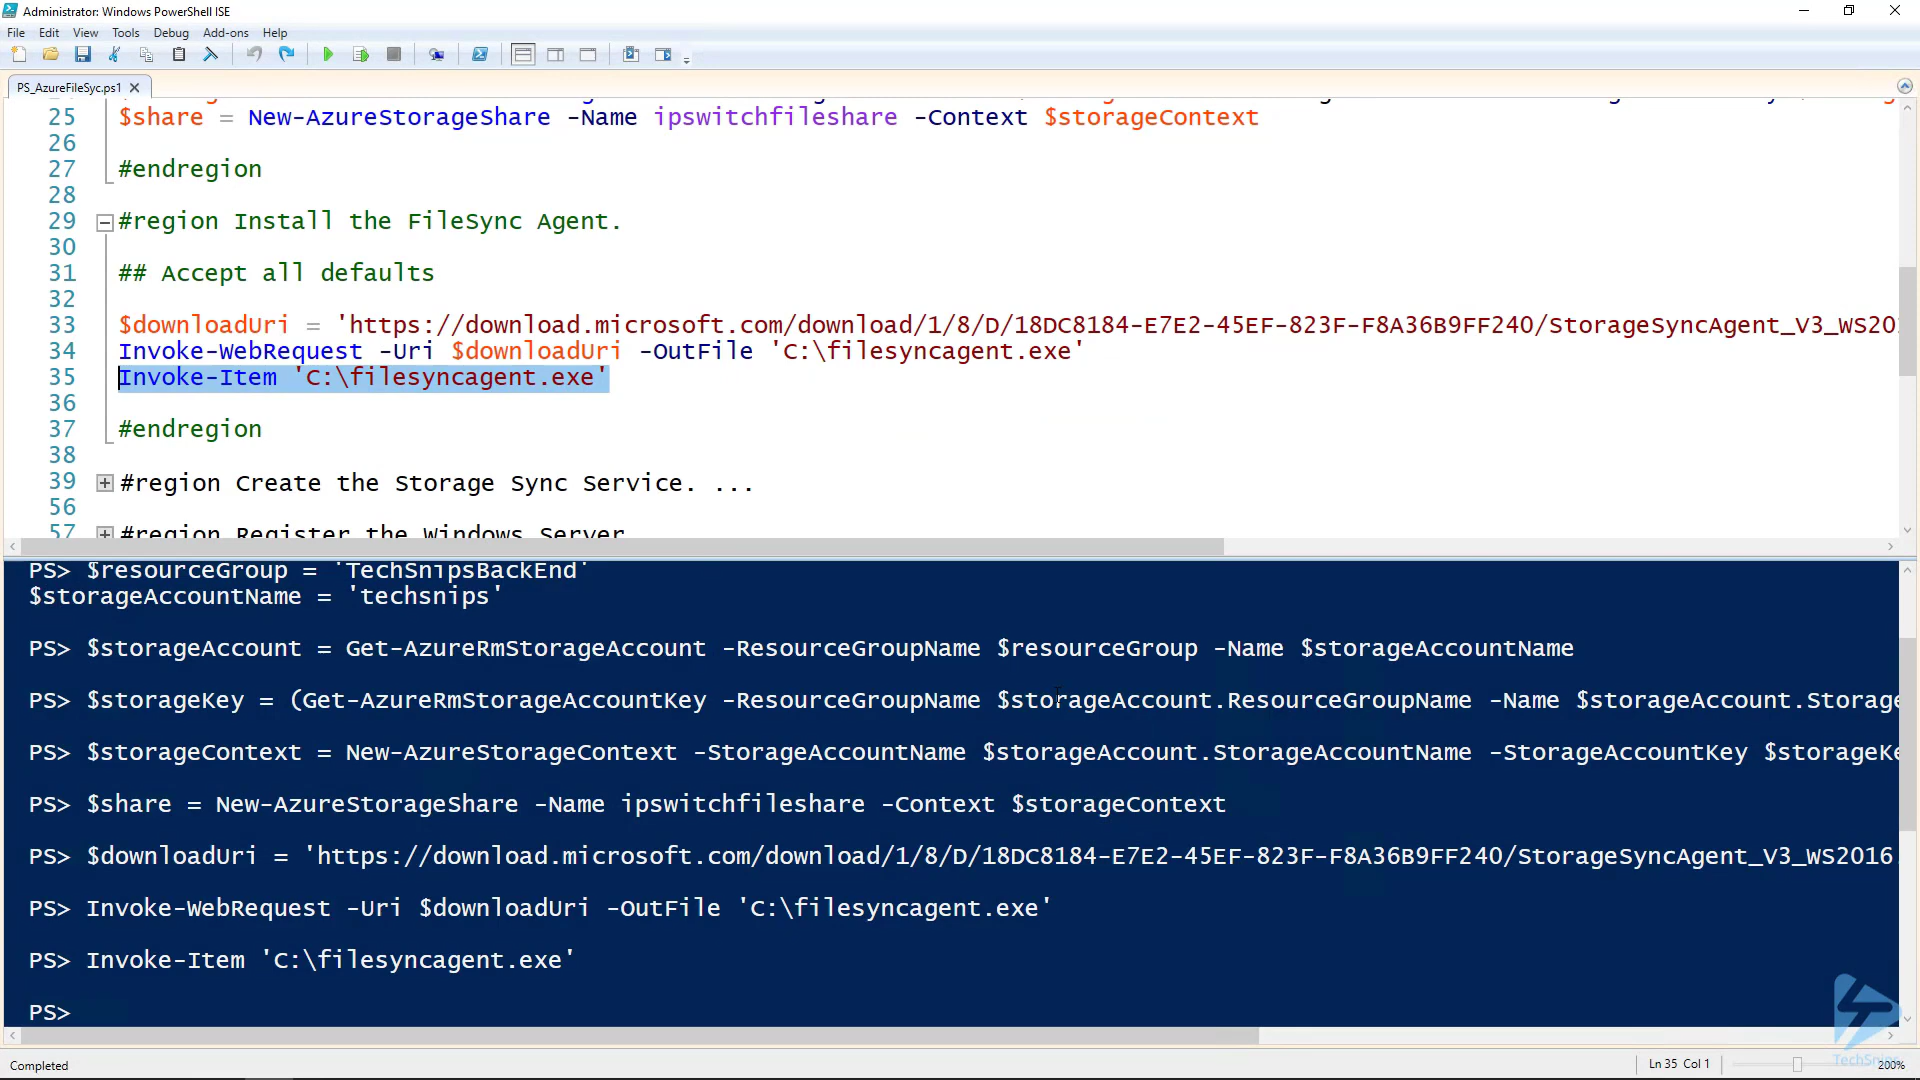 Administrator: Windows PowerShell ISE
File Edit View Tools Debug Add-ons Help
PS_AzureFileSyc.ps1
25 $share = New-AzureStorageShare -Name ipswitchfileshare -Context $storageContext
26
27 #endregion
28
29 #region Install the FileSync Agent.
30
31 ## Accept all defaults
32
33 $downloadUri = 'https://download.microsoft.com/download/1/8/D/18DC8184-E7E2-45EF-823F-F8A36B9FF240/StorageSyncAgent_V3_WS20
34 Invoke-WebRequest -Uri $downloadUri -OutFile 'C:\filesyncagent.exe'
35 Invoke-Item 'C:\filesyncagent.exe'
36
37 #endregion
38
39 #region Create the Storage Sync Service. ...
56
57 #region Register the Windows Server
PS> $resourceGroup = 'TechSnipsBackEnd'
$storageAccountName = 'techsnips'
PS> $storageAccount = Get-AzureRmStorageAccount -ResourceGroupName $resourceGroup -Name $storageAccountName
PS> $storageKey = (Get-AzureRmStorageAccountKey -ResourceGroupName $storageAccount.ResourceGroupName -Name $storageAccount.Storage
PS> $storageContext = New-AzureStorageContext -StorageAccountName $storageAccount.StorageAccountName -StorageAccountKey $storageKe
PS> $share = New-AzureStorageShare -Name ipswitchfileshare -Context $storageContext
PS> $downloadUri = 'https://download.microsoft.com/download/1/8/D/18DC8184-E7E2-45EF-823F-F8A36B9FF240/StorageSyncAgent_V3_WS2016
PS> Invoke-WebRequest -Uri $downloadUri -OutFile 'C:\filesyncagent.exe'
PS> Invoke-Item 'C:\filesyncagent.exe'
PS>
Completed
Ln 35 Col 1
200%